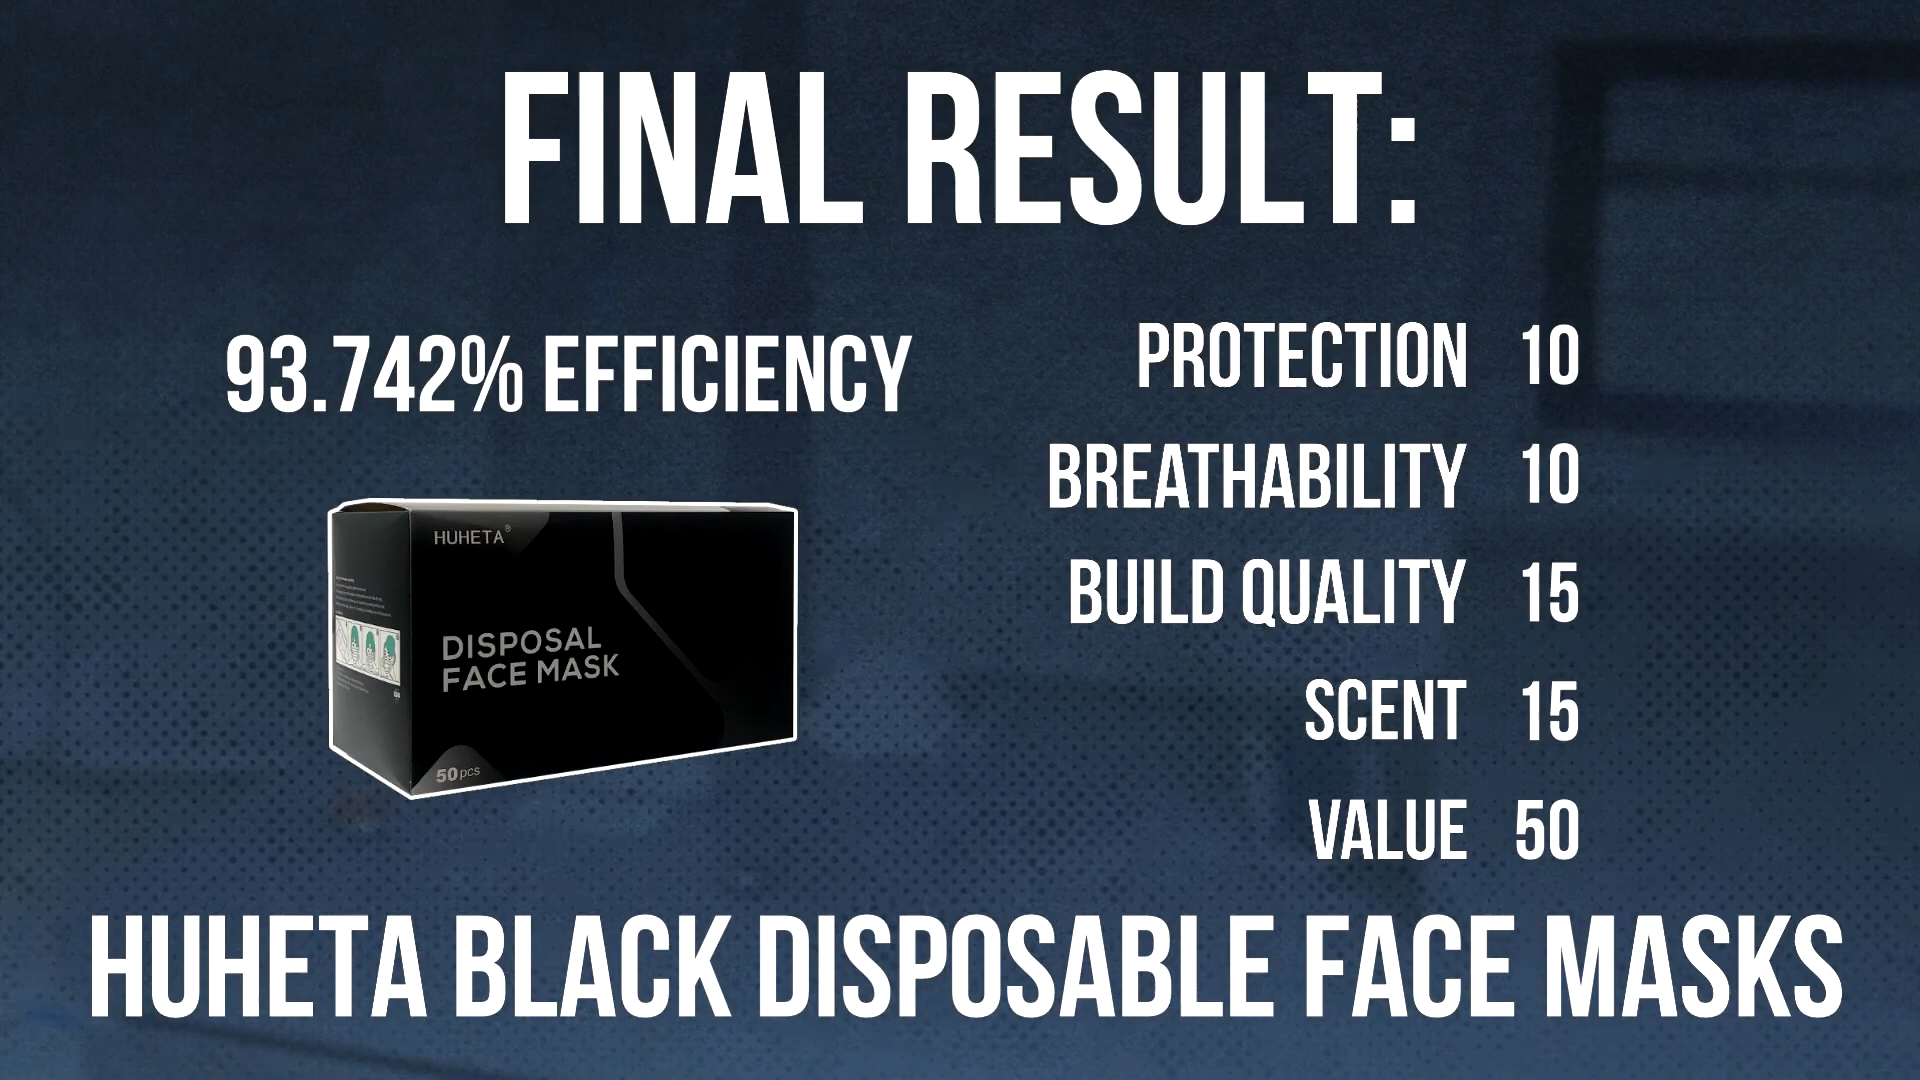 FINAL RESULT:
93.742% EFFICIENCY
HUHETA®
DISPOSAL
FACE MASK
50pcs
PROTECTION 10
BREATHABILITY 10
BUILD QUALITY 15
SCENT 15
VALUE 50
HUHETA BLACK DISPOSABLE FACE MASKS